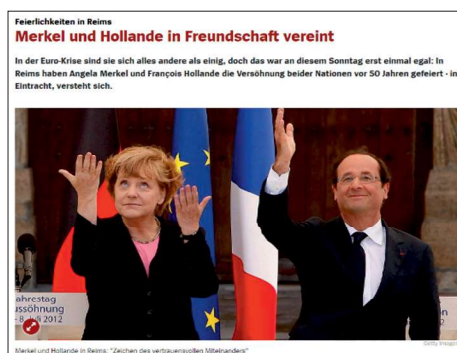 Feierlichkeiten in Reims
Merkel und Hollande in Freundschaft vereint
In der Euro-Krise sind sie sich alles andere als einig, doch das war an diesem Sonntag erst einmal egal: In
Reims haben Angela Merkel und François Hollande die Versöhnung beider Nationen vor 50 Jahren gefeiert - in
Eintracht, versteht sich.
ahrestag
ussöhnung
- 8. Juli 2012
en
Getty Images
Merkel und Hollande in Reims: "Zeichen des vertrauensvollen Miteinanders"